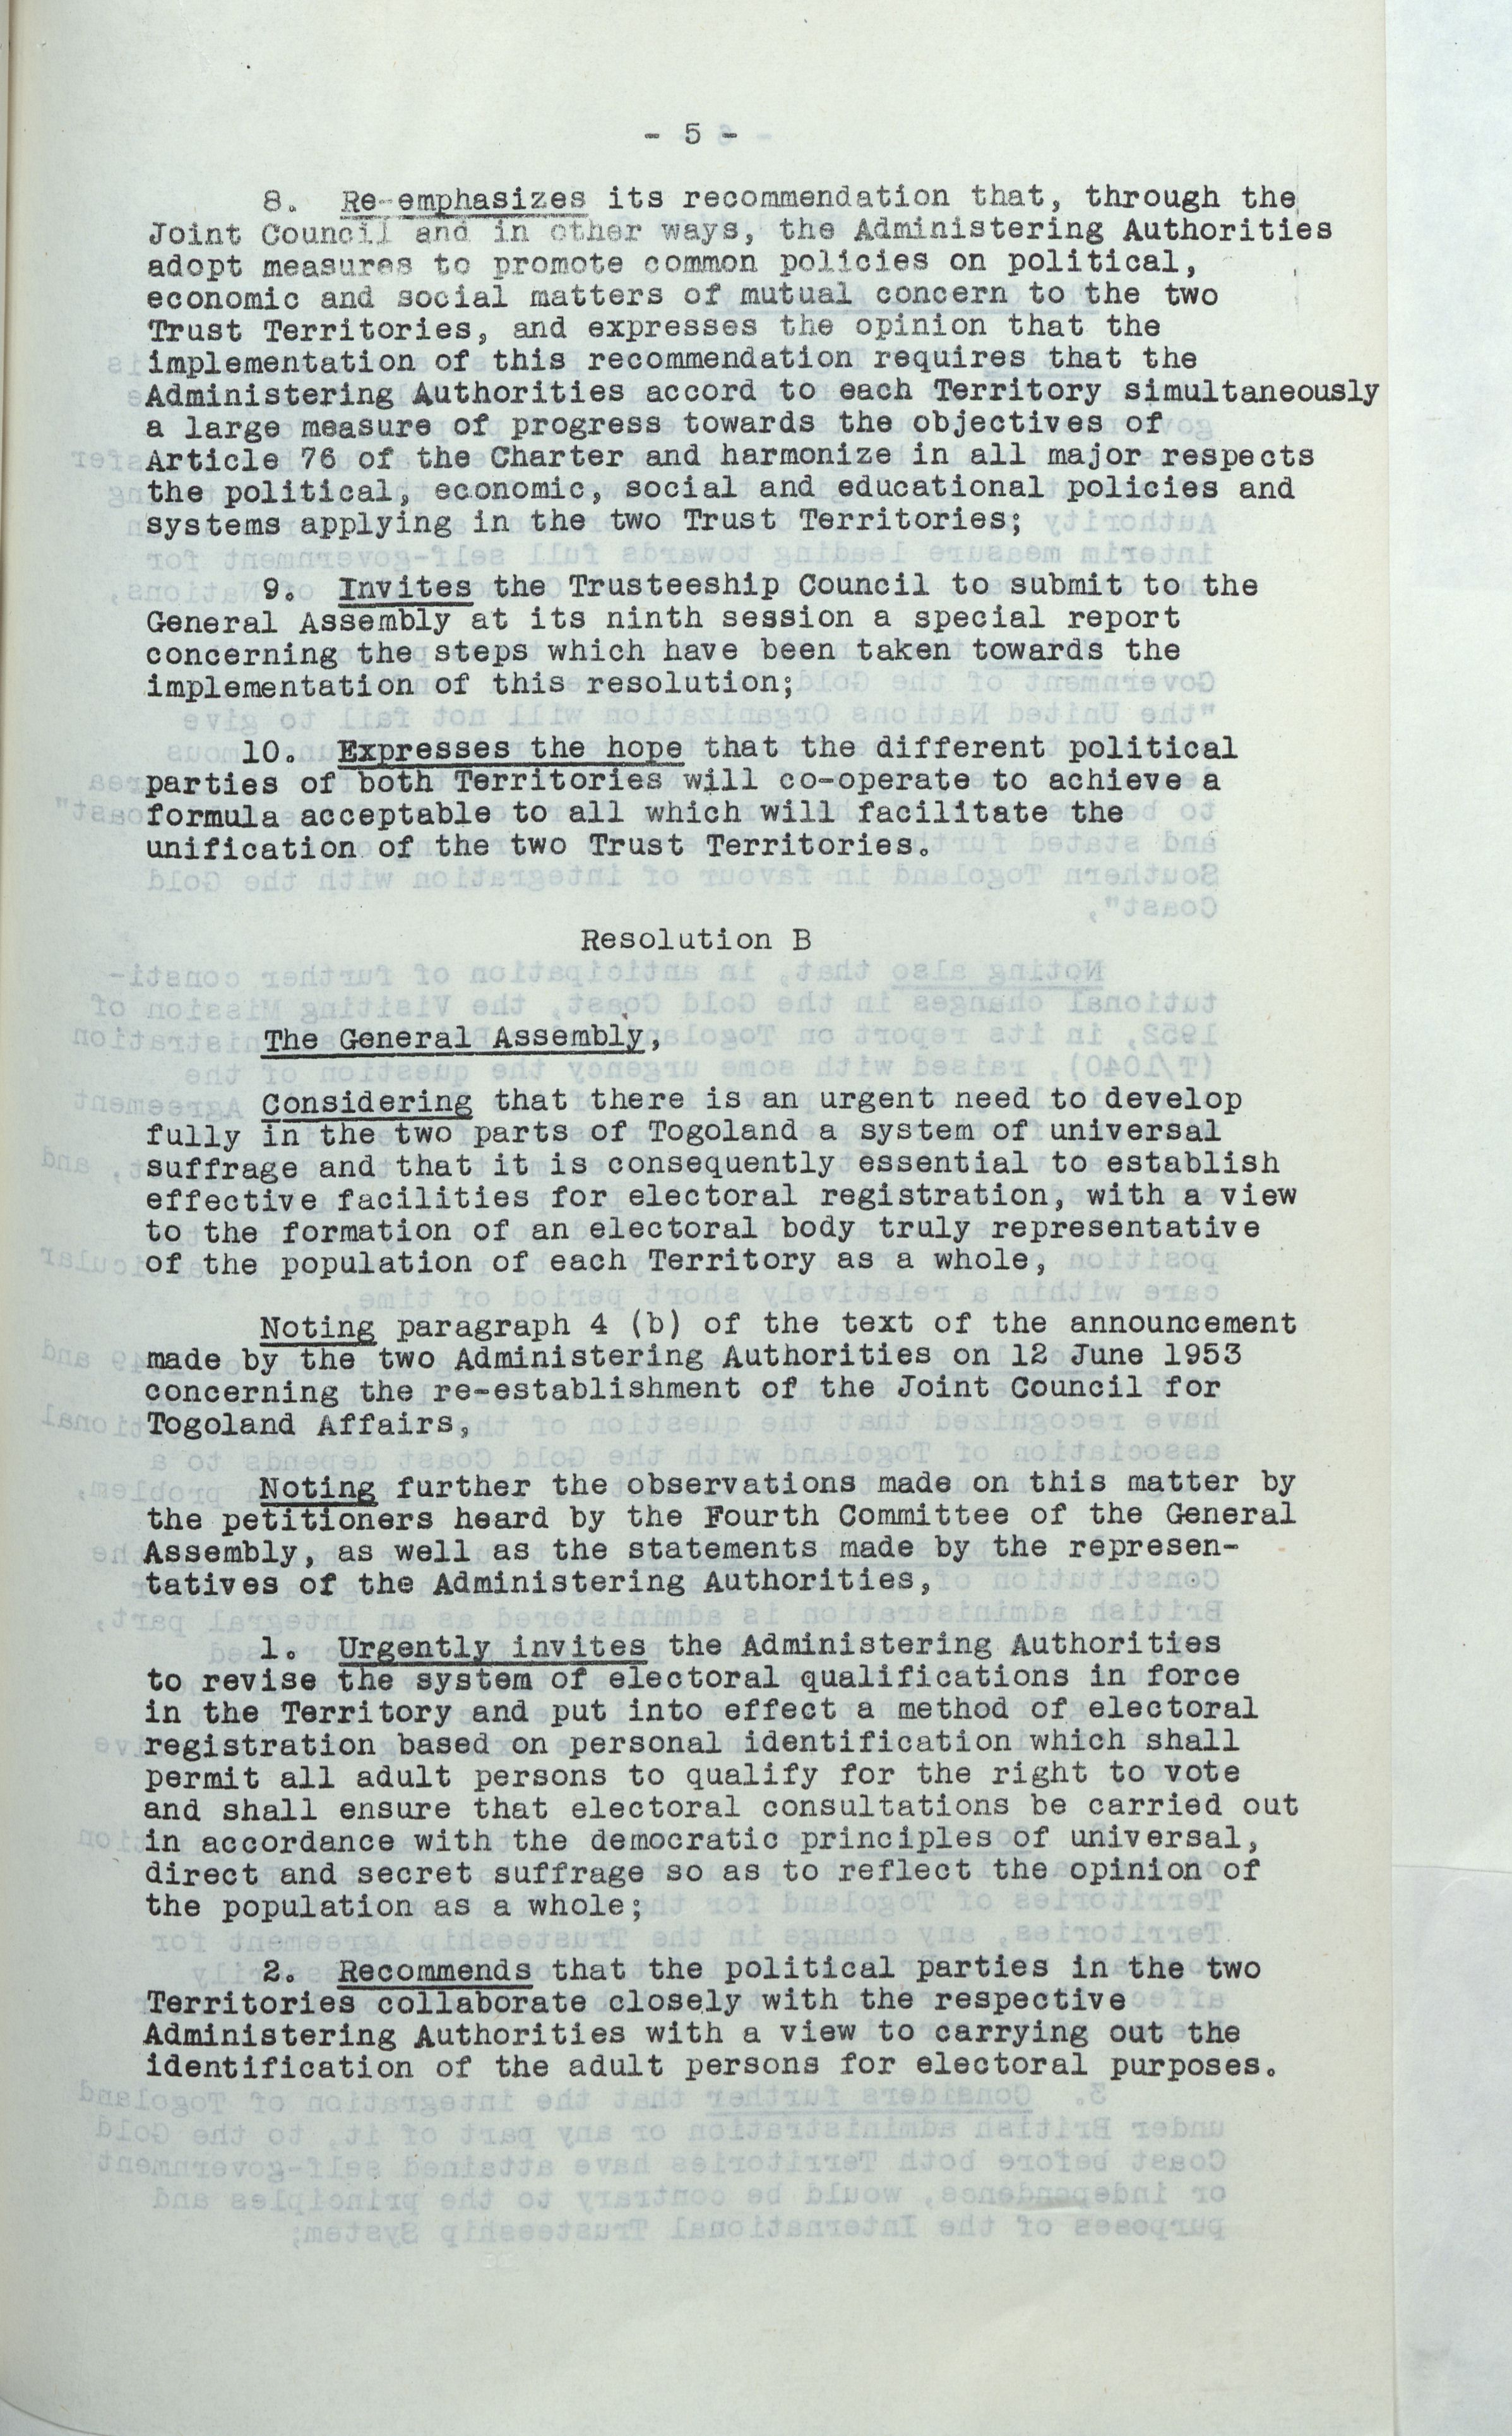 - 5 -
8. Re-emphasizes its recommendation that, through the
Joint Council and in other ways, the Administering Authorities
adopt measures to promote common policies on political,
economic and social matters of mutual concern to the two
Trust Territories, and expresses the opinion that the
implementation of this recommendation requires that the
Administering Authorities accord to each Territory simultaneously
a large measure of progress towards the objectives of
Article 76 of the Charter and harmonize in all major respects
the political, economic, social and educational policies and
systems applying in the two Trust Territories;
9. Invites the Trusteeship Council to submit to the
General Assembly at its ninth session a special report
concerning the steps which have been taken towards the
implementation of this resolution;
10. Expresses the hope that the different political
parties of both Territories will co-operate to achieve a
formula acceptable to all which will facilitate the
unification of the two Trust Territories.
Resolution B
The General Assembly,
Considering that there is an urgent need to develop
fully in the two parts of Togoland a system of universal
suffrage and that it is consequently essential to establish
effective facilities for electoral registration, with a view
to the formation of an electoral body truly representative
of the population of each Territory as a whole,
Noting paragraph 4 (b) of the text of the announcement
made by the two Administering Authorities on 12 June 1953
concerning the re-establishment of the Joint Council for
Togoland Affairs,
Noting further the observations made on this matter by
the petitioners heard by the Fourth Committee of the General
Assembly, as well as the statements made by the represen-
tatives of the Administering Authorities,
1. Urgently invites the Administering Authorities
to revise the system of electoral qualifications in force
in the Territory and put into effect a method of electoral
registration based on personal identification which shall
permit all adult persons to qualify for the right to vote
and shall ensure that electoral consultations be carried out
in accordance with the democratic principles of universal,
direct and secret suffrage so as to reflect the opinion of
the population as a whole;
2. Recommends that the political parties in the two
Territories collaborate closely with the respective
Administering Authorities with a view to carrying out the
identification of the adult persons for electoral purposes.